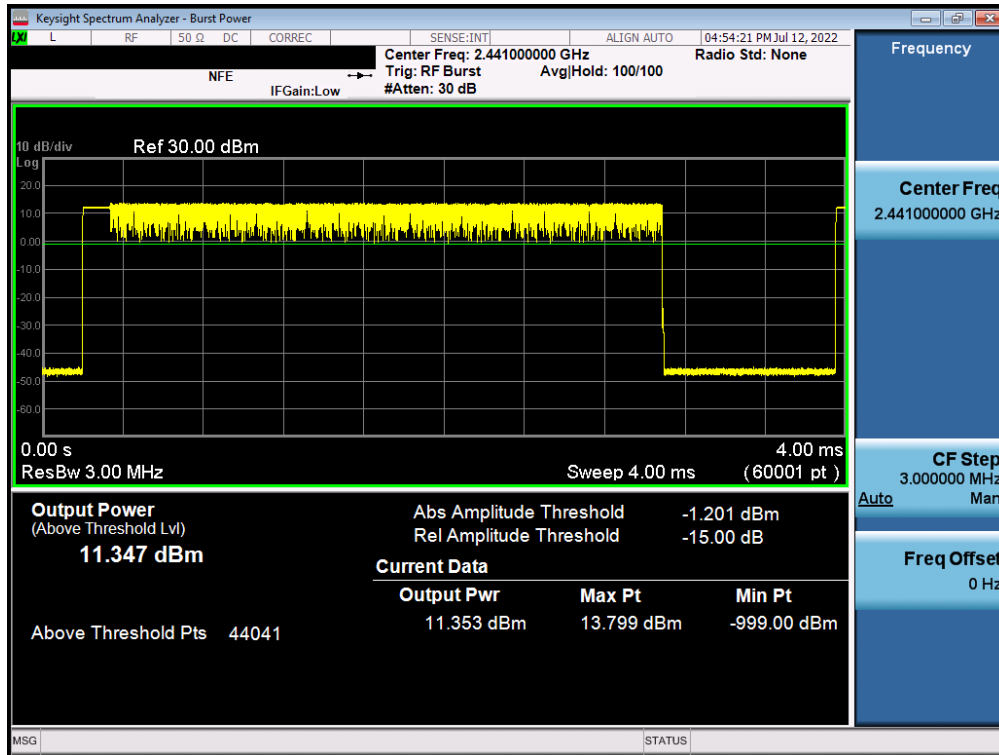 Keysight Spectrum Analyzer - Burst Power
LXI L RF 50 Ω DC CORREC SENSE:INT ALIGN AUTO 04:54:21 PM Jul 12, 2022
Center Freq: 2.441000000 GHz Radio Std: None
NFE Trig: RF Burst Avg|Hold: 100/100
IFGain:Low #Atten: 30 dB
10 dB/div Ref 30.00 dBm
Log
20.0
10.0
0.00
-10.0
-20.0
-30.0
-40.0
-50.0
-60.0
0.00 s 4.00 ms
ResBw 3.00 MHz Sweep 4.00 ms (60001 pt)
Output Power
(Above Threshold Lvl)
11.347 dBm
Above Threshold Pts 44041
Abs Amplitude Threshold -1.201 dBm
Rel Amplitude Threshold -15.00 dB
Current Data
Output Pwr Max Pt Min Pt
11.353 dBm 13.799 dBm -999.00 dBm
MSG STATUS
Frequency
Center Freq
2.441000000 GHz
CF Step
3.000000 MHz
Auto Man
Freq Offset
0 Hz